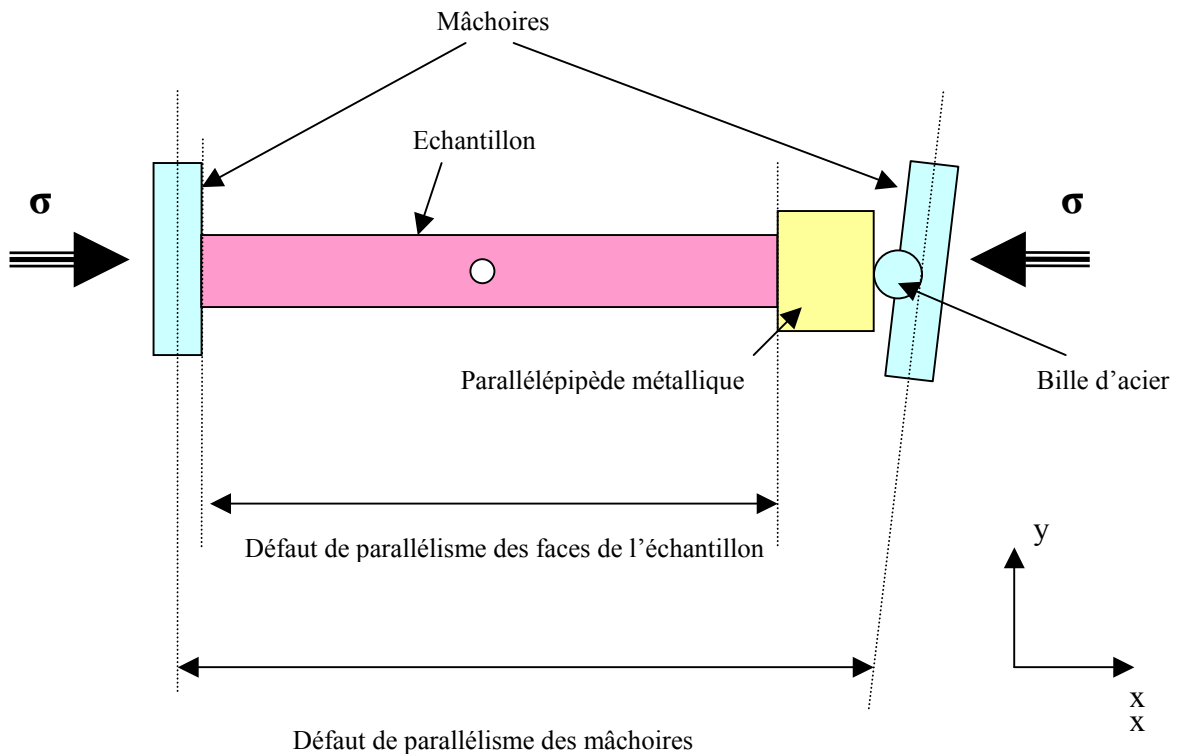 Mâchoires
Echantillon
σ
σ
Parallélépipède métallique
Bille d’acier
Défaut de parallélisme des faces de l’échantillon
y
x
x
Défaut de parallélisme des mâchoires